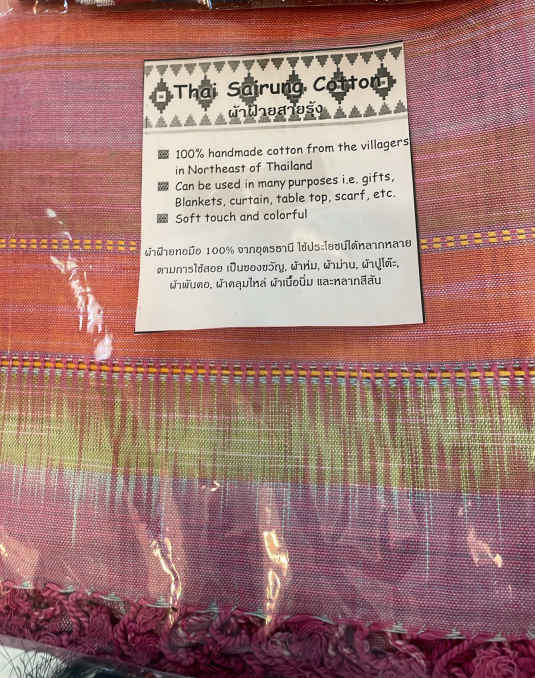 Thai Sairung Cotton
ผ้าฝ้ายสายรุ้ง
100% handmade cotton from the villagers
in Northeast of Thailand
Can be used in many purposes i.e. gifts,
Blankets, curtain, table top, scarf, etc.
Soft touch and colorful
ผ้าฝ้ายทอมือ 100% จากอุดรธานี ใช้ประโยชน์ได้หลากหลาย
ตามการใช้สอย เป็นของขวัญ, ผ้าห่ม, ผ้าม่าน, ผ้าปูโต๊ะ,
ผ้าพันคอ, ผ้าคลุมไหล่ ผ้าเนื้อนิ่ม และหลากสีสัน